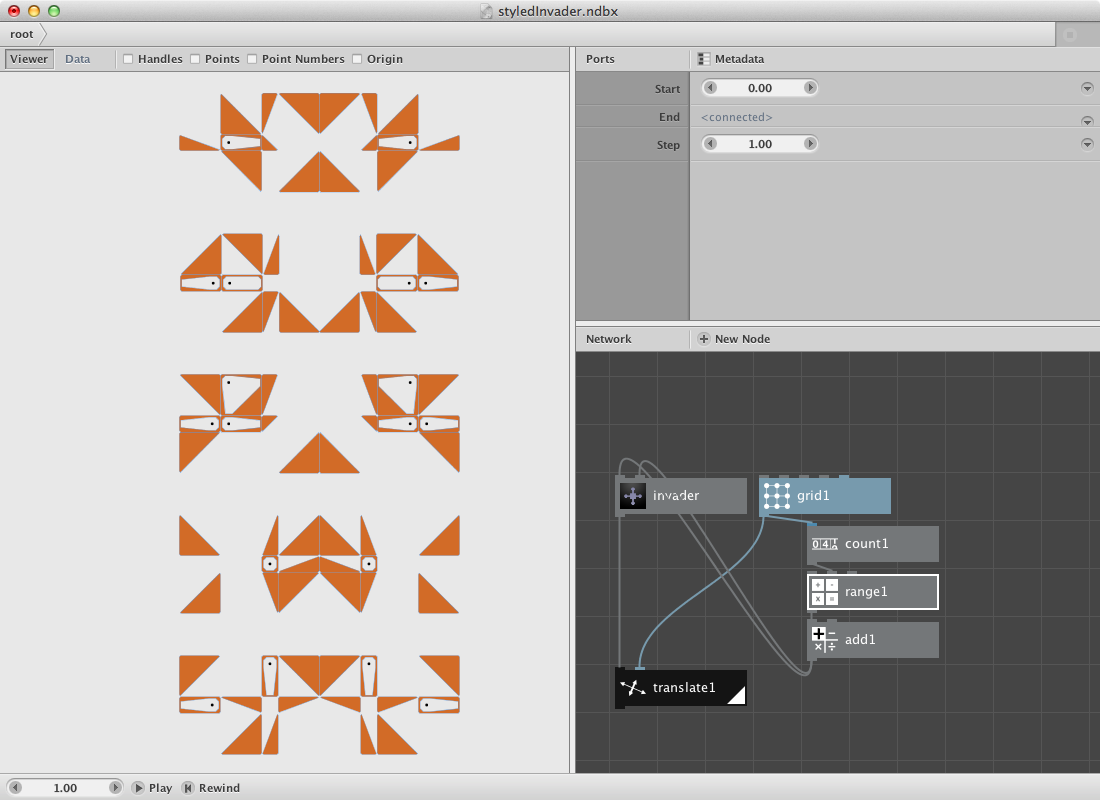 styledInvader.ndbx
root
Viewer Data Handles Points Point Numbers Origin
Ports Metadata
Start 0.00
End <connected>
Step 1.00
Network New Node
invader grid1
count1
range1
add1
translate1
1.00 Play Rewind